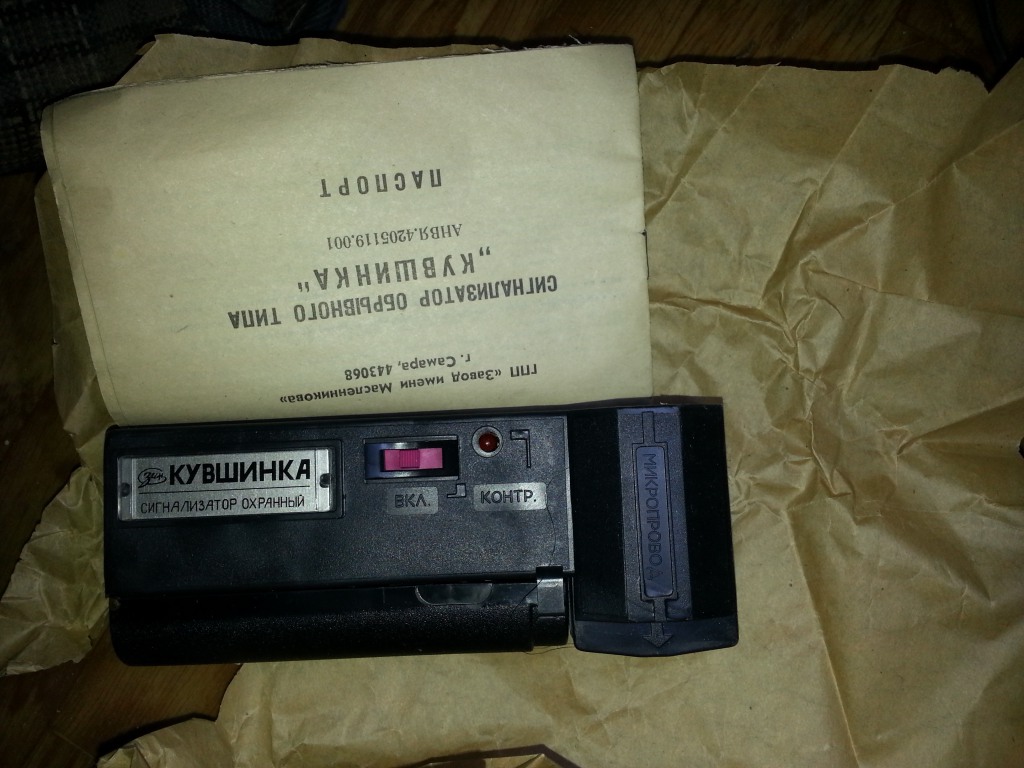 ГПП «Завод имени Масленникова»
г. Самара, 443068
СИГНАЛИЗАТОР ОБРЫВНОГО ТИПА
„КУВШИНКА"
АНВЯ.4205119.001
ПАСПОРТ
КУВШИНКА
СИГНАЛИЗАТОР ОХРАННЫЙ
ВКЛ.
КОНТР.
МИКРОПРОВОД